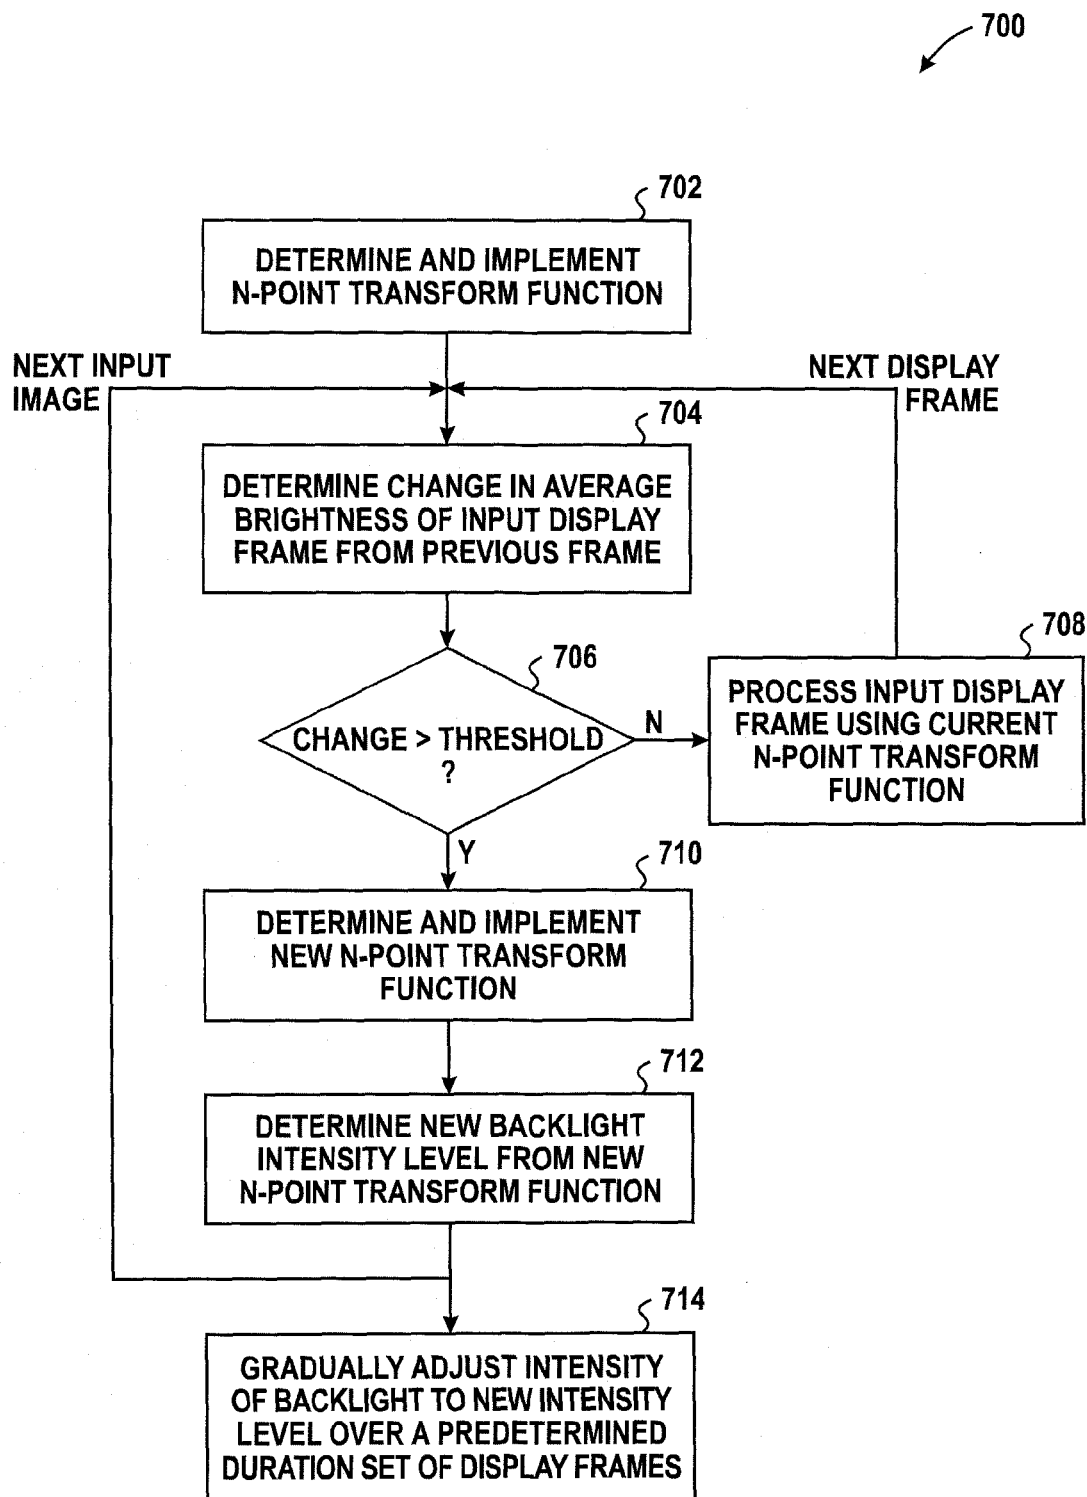 700
702
DETERMINE AND IMPLEMENT
N-POINT TRANSFORM FUNCTION
NEXT INPUT
IMAGE
NEXT DISPLAY
FRAME
704
DETERMINE CHANGE IN AVERAGE
BRIGHTNESS OF INPUT DISPLAY
FRAME FROM PREVIOUS FRAME
706
CHANGE > THRESHOLD
?
N
Y
708
PROCESS INPUT DISPLAY
FRAME USING CURRENT
N-POINT TRANSFORM
FUNCTION
710
DETERMINE AND IMPLEMENT
NEW N-POINT TRANSFORM
FUNCTION
712
DETERMINE NEW BACKLIGHT
INTENSITY LEVEL FROM NEW
N-POINT TRANSFORM FUNCTION
714
GRADUALLY ADJUST INTENSITY
OF BACKLIGHT TO NEW INTENSITY
LEVEL OVER A PREDETERMINED
DURATION SET OF DISPLAY FRAMES